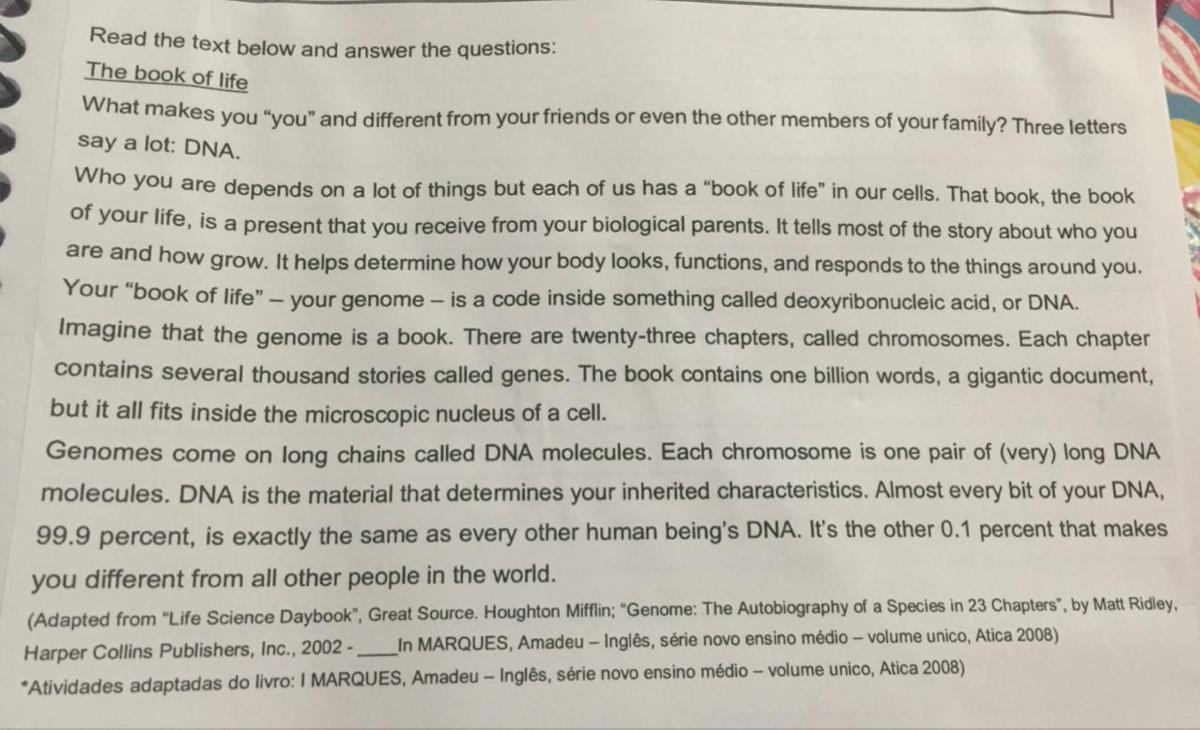 Read the text below and answer the questions:
The book of life
What makes you “you” and different from your friends or even the other members of your family? Three letters
say a lot: DNA.
Who you are depends on a lot of things but each of us has a “book of life” in our cells. That book, the book
of your life, is a present that you receive from your biological parents. It tells most of the story about who you
are and how grow. It helps determine how your body looks, functions, and responds to the things around you.
Your “book of life” – your genome – is a code inside something called deoxyribonucleic acid, or DNA.
Imagine that the genome is a book. There are twenty-three chapters, called chromosomes. Each chapter
contains several thousand stories called genes. The book contains one billion words, a gigantic document,
but it all fits inside the microscopic nucleus of a cell.
Genomes come on long chains called DNA molecules. Each chromosome is one pair of (very) long DNA
molecules. DNA is the material that determines your inherited characteristics. Almost every bit of your DNA,
99.9 percent, is exactly the same as every other human being's DNA. It's the other 0.1 percent that makes
you different from all other people in the world.
(Adapted from “Life Science Daybook”, Great Source. Houghton Mifflin; “Genome: The Autobiography of a Species in 23 Chapters”, by Matt Ridley,
Harper Collins Publishers, Inc., 2002 - ____In MARQUES, Amadeu – Inglês, série novo ensino médio – volume unico, Atica 2008)
*Atividades adaptadas do livro: I MARQUES, Amadeu – Inglês, série novo ensino médio – volume unico, Atica 2008)